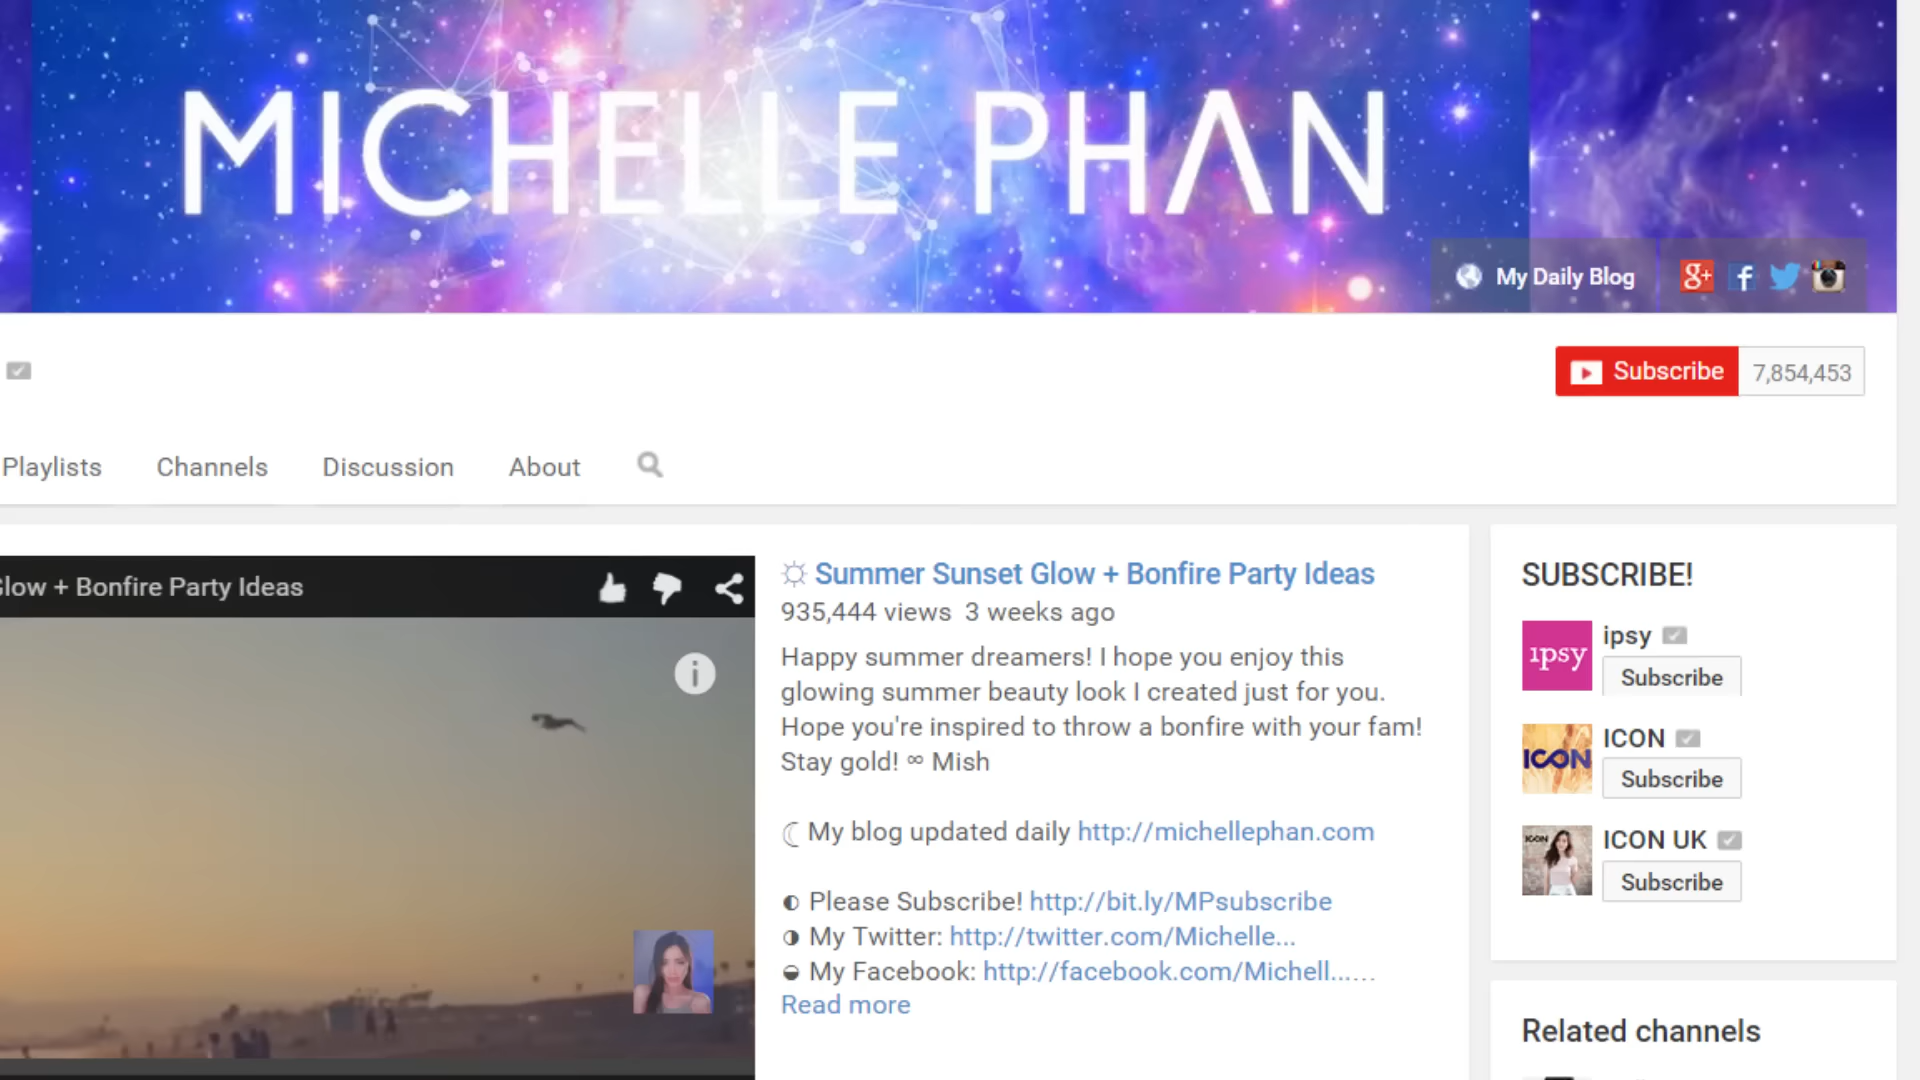 MICHELLE PHAN
My Daily Blog
g+ f
Subscribe 7,854,453
Playlists Channels Discussion About
Glow + Bonfire Party Ideas
i
☼ Summer Sunset Glow + Bonfire Party Ideas
935,444 views 3 weeks ago
Happy summer dreamers! I hope you enjoy this
glowing summer beauty look I created just for you.
Hope you're inspired to throw a bonfire with your fam!
Stay gold! ∞ Mish
☾ My blog updated daily http://michellephan.com
◐ Please Subscribe! http://bit.ly/MPsubscribe
◑ My Twitter: http://twitter.com/Michelle...
◒ My Facebook: http://facebook.com/Michell......
Read more
SUBSCRIBE!
ipsy
ipsy
Subscribe
ICON
ICON
Subscribe
ICON
ICON UK
Subscribe
Related channels